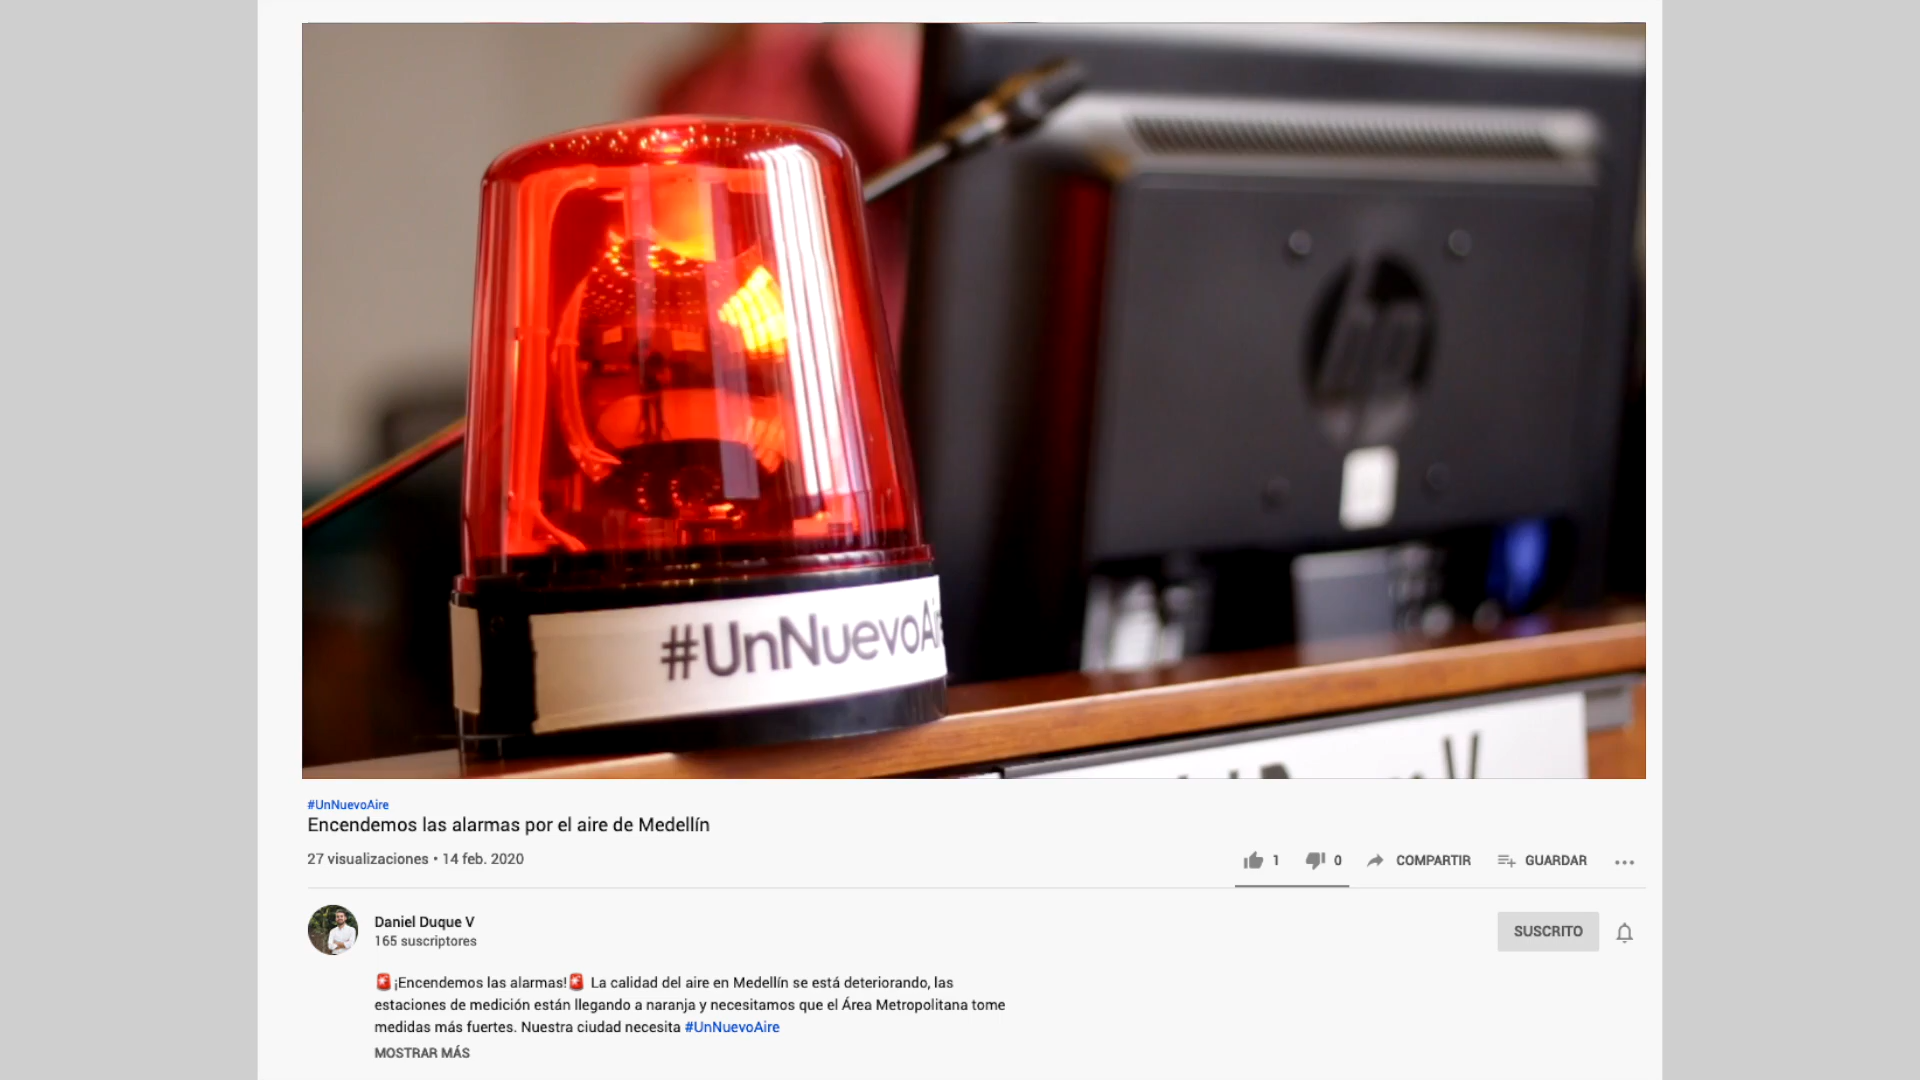 hp
#UnNuevoAi
#UnNuevoAire
Encendemos las alarmas por el aire de Medellín
27 visualizaciones • 14 feb. 2020
1 0 COMPARTIR GUARDAR
Daniel Duque V
165 suscriptores
SUSCRITO
🚨¡Encendemos las alarmas!🚨 La calidad del aire en Medellín se está deteriorando, las
estaciones de medición están llegando a naranja y necesitamos que el Área Metropolitana tome
medidas más fuertes. Nuestra ciudad necesita #UnNuevoAire
MOSTRAR MÁS